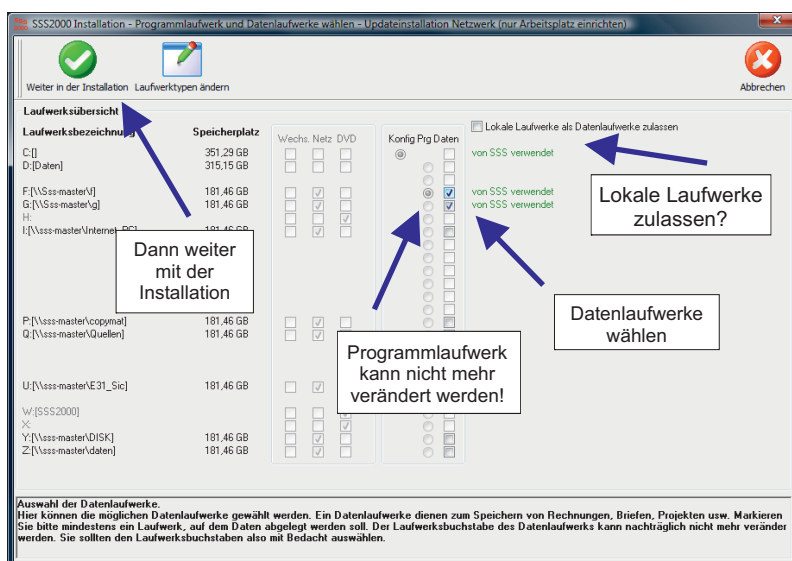 SSS2000 Installation - Programmlaufwerk und Datenlaufwerke wählen - Updateinstallation Netzwerk (nur Arbeitsplatz einrichten)
Weiter in der Installation Laufwerktypen ändern Abbrechen
Laufwerksübersicht
Laufwerksbezeichnung Speicherplatz Wechs. Netz DVD Konfig Prg Daten Lokale Laufwerke als Datenlaufwerke zulassen
C:[] 351,29 GB von SSS verwendet
D:[Daten] 315,15 GB
F:[\\Sss-master\f] 181,46 GB von SSS verwendet
G:[\\Sss-master\g] 181,46 GB von SSS verwendet
H:
I:[\\sss-master\Internet_PC] 181,46 GB
P:[\\sss-master\copymat] 181,46 GB
Q:[\\sss-master\Quellen] 181,46 GB
U:[\\sss-master\E31_Sic] 181,46 GB
W:[SSS2000]
X:
Y:[\\sss-master\DISK] 181,46 GB
Z:[\\sss-master\daten] 181,46 GB
Lokale Laufwerke
zulassen?
Dann weiter
mit der
Installation
Datenlaufwerke
wählen
Programmlaufwerk
kann nicht mehr
verändert werden!
Auswahl der Datenlaufwerke.
Hier können die möglichen Datenlaufwerke gewählt werden. Ein Datenlaufwerke dienen zum Speichern von Rechnungen, Briefen, Projekten usw. Markieren
Sie bitte mindestens ein Laufwerk, auf dem Daten abgelegt werden soll. Der Laufwerksbuchstabe des Datenlaufwerks kann nachträglich nicht mehr veränder
werden. Sie sollten den Laufwerksbuchstaben also mit Bedacht auswählen.